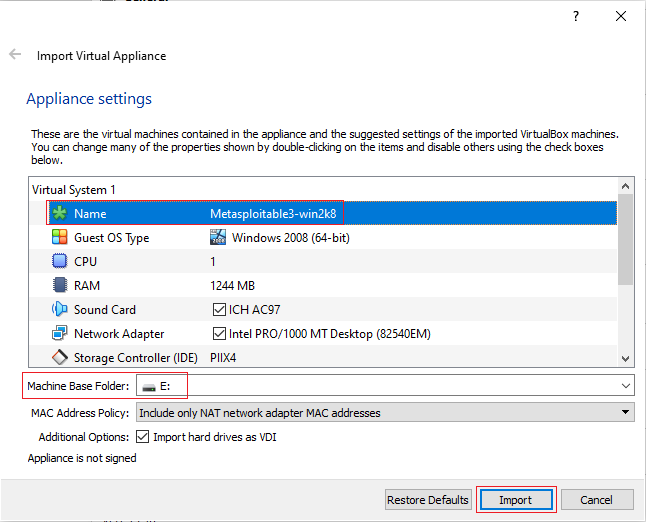 ?
Import Virtual Appliance
Appliance settings
These are the virtual machines contained in the appliance and the suggested settings of the imported VirtualBox machines.
You can change many of the properties shown by double-clicking on the items and disable others using the check boxes
below.
Virtual System 1
Name Metasploitable3-win2k8
Guest OS Type Windows 2008 (64-bit)
CPU 1
RAM 1244 MB
Sound Card ICH AC97
Network Adapter Intel PRO/1000 MT Desktop (82540EM)
Storage Controller (IDE) PIIX4
Machine Base Folder: E:
MAC Address Policy: Include only NAT network adapter MAC addresses
Additional Options: Import hard drives as VDI
Appliance is not signed
Restore Defaults Import Cancel